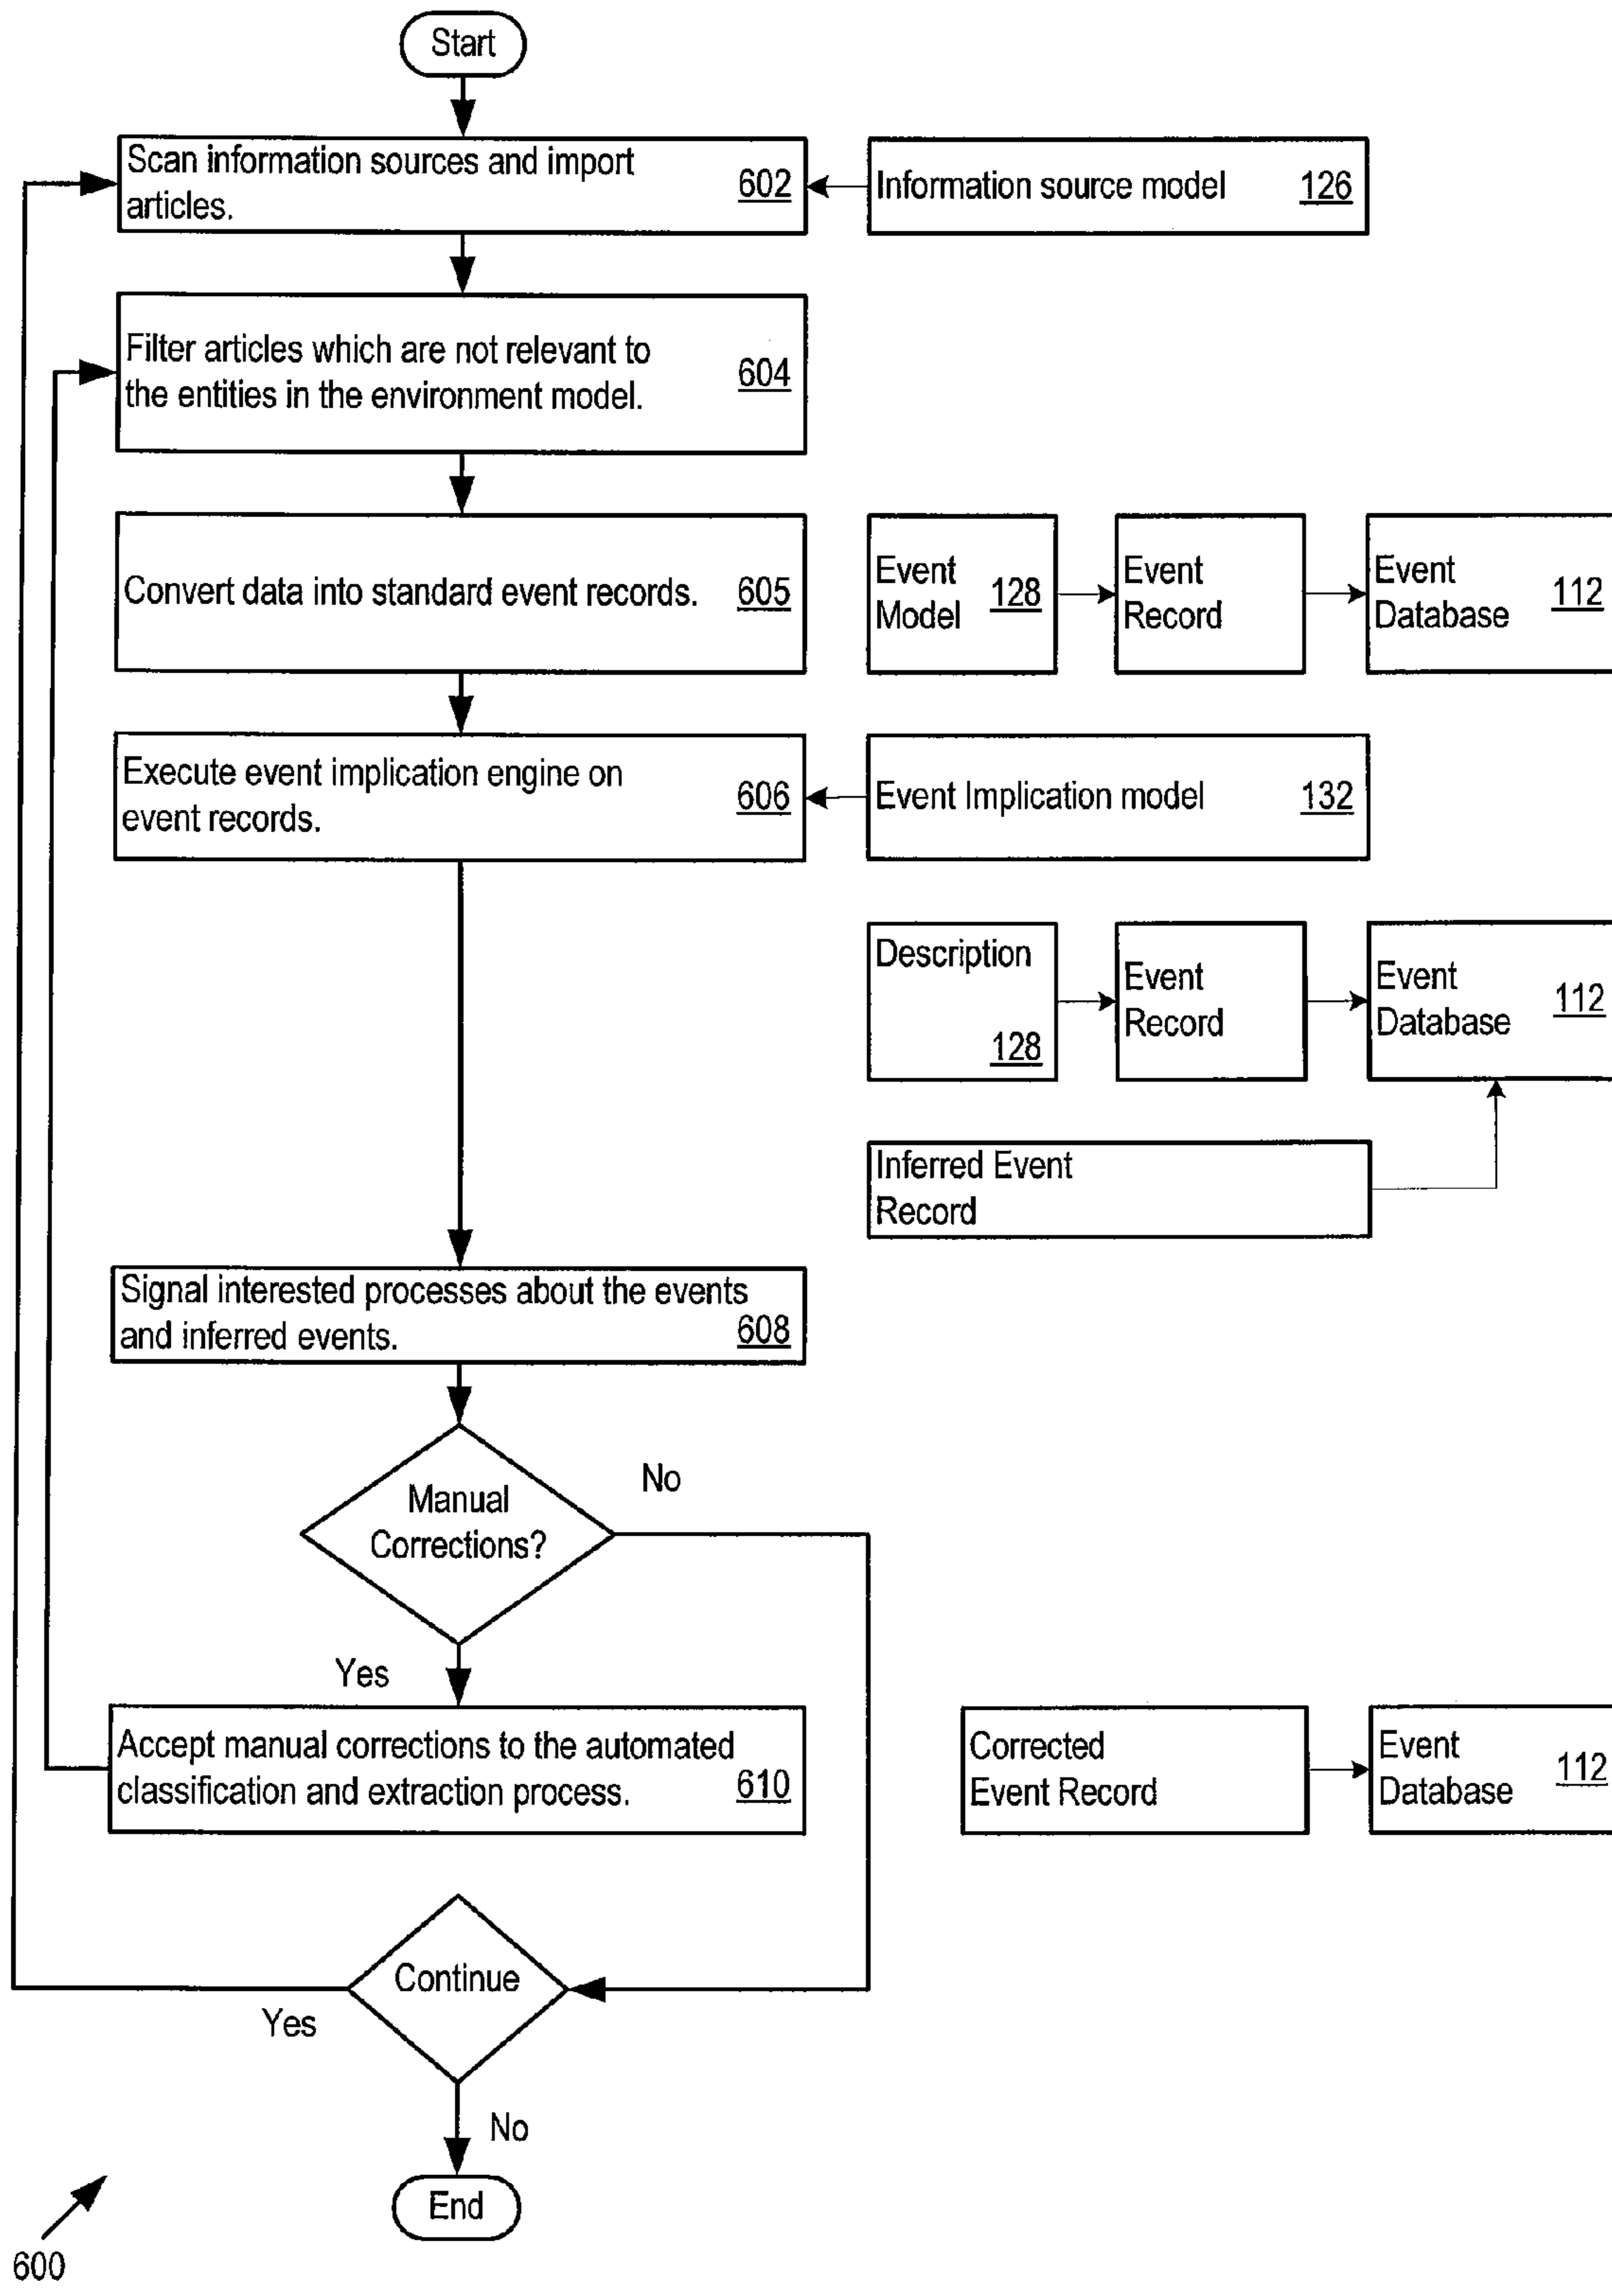 Start
Scan information sources and import
articles.
602
Information source model
126
Filter articles which are not relevant to
the entities in the environment model.
604
Convert data into standard event records.
605
Event
Model
128
Event
Record
Event
Database
112
Execute event implication engine on
event records.
606
Event Implication model
132
Description
128
Event
Record
Event
Database
112
Inferred Event
Record
Signal interested processes about the events
and inferred events.
608
Manual
Corrections?
No
Yes
Accept manual corrections to the automated
classification and extraction process.
610
Corrected
Event Record
Event
Database
112
Continue
Yes
No
End
600